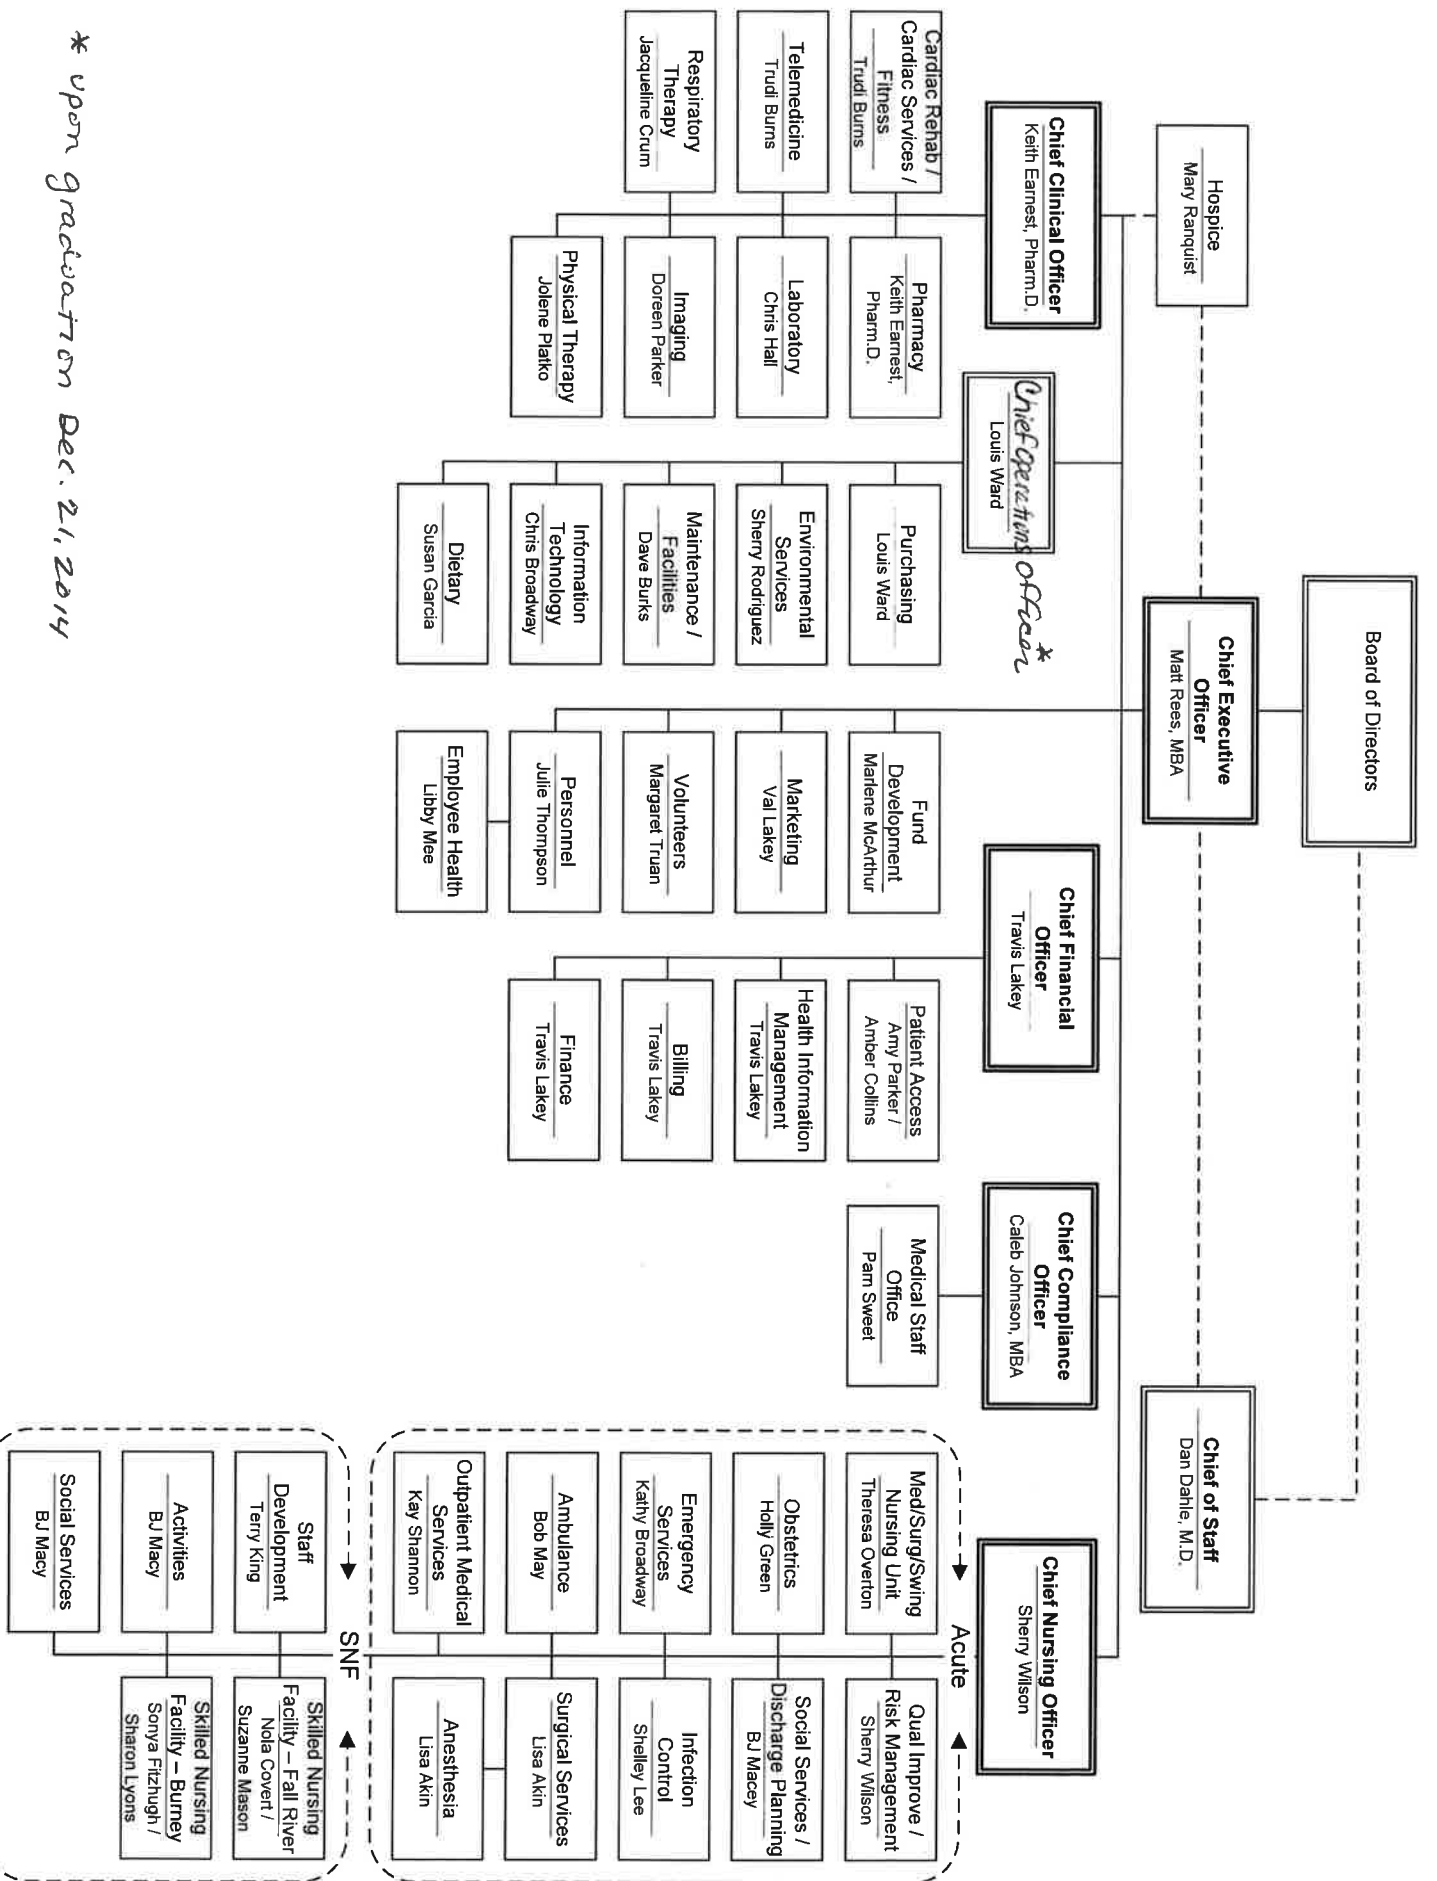 Board of Directors
Chief Executive
Officer
Matt Rees, MBA
Hospice
Mary Ranquist
Chief of Staff
Dan Dahle, M.D.
Chief Clinical Officer
Keith Earnest, Pharm.D.
Cardiac Rehab /
Cardiac Services /
Fitness
Trudi Burns
Pharmacy
Keith Earnest,
Pharm.D.
Telemedicine
Trudi Burns
Laboratory
Chris Hall
Respiratory
Therapy
Jacqueline Crum
Imaging
Doreen Parker
Physical Therapy
Jolene Platko
Chief Operations Officer *
Louis Ward
Purchasing
Louis Ward
Environmental
Services
Sherry Rodriguez
Maintenance /
Facilities
Dave Burks
Information
Technology
Chris Broadway
Dietary
Susan Garcia
Fund
Development
Marlene McArthur
Marketing
Val Lakey
Volunteers
Margaret Truan
Personnel
Julie Thompson
Employee Health
Libby Mee
Chief Financial
Officer
Travis Lakey
Patient Access
Amy Parker /
Amber Collins
Health Information
Management
Travis Lakey
Billing
Travis Lakey
Finance
Travis Lakey
Chief Compliance
Officer
Caleb Johnson, MBA
Medical Staff
Office
Pam Sweet
Chief Nursing Officer
Sherry Wilson
Acute
Med/Surg/Swing
Nursing Unit
Theresa Overton
Qual Improve /
Risk Management
Sherry Wilson
Obstetrics
Holly Green
Social Services /
Discharge Planning
BJ Macey
Emergency
Services
Kathy Broadway
Infection
Control
Shelley Lee
Ambulance
Bob May
Surgical Services
Lisa Akin
Outpatient Medical
Services
Kay Shannon
Anesthesia
Lisa Akin
SNF
Staff
Development
Terry King
Skilled Nursing
Facility – Fall River
Nola Covert /
Suzanne Mason
Activities
BJ Macy
Skilled Nursing
Facility – Burney
Sonya Fitzhugh /
Sharon Lyons
Social Services
BJ Macy
* upon graduation Dec. 21, 2014